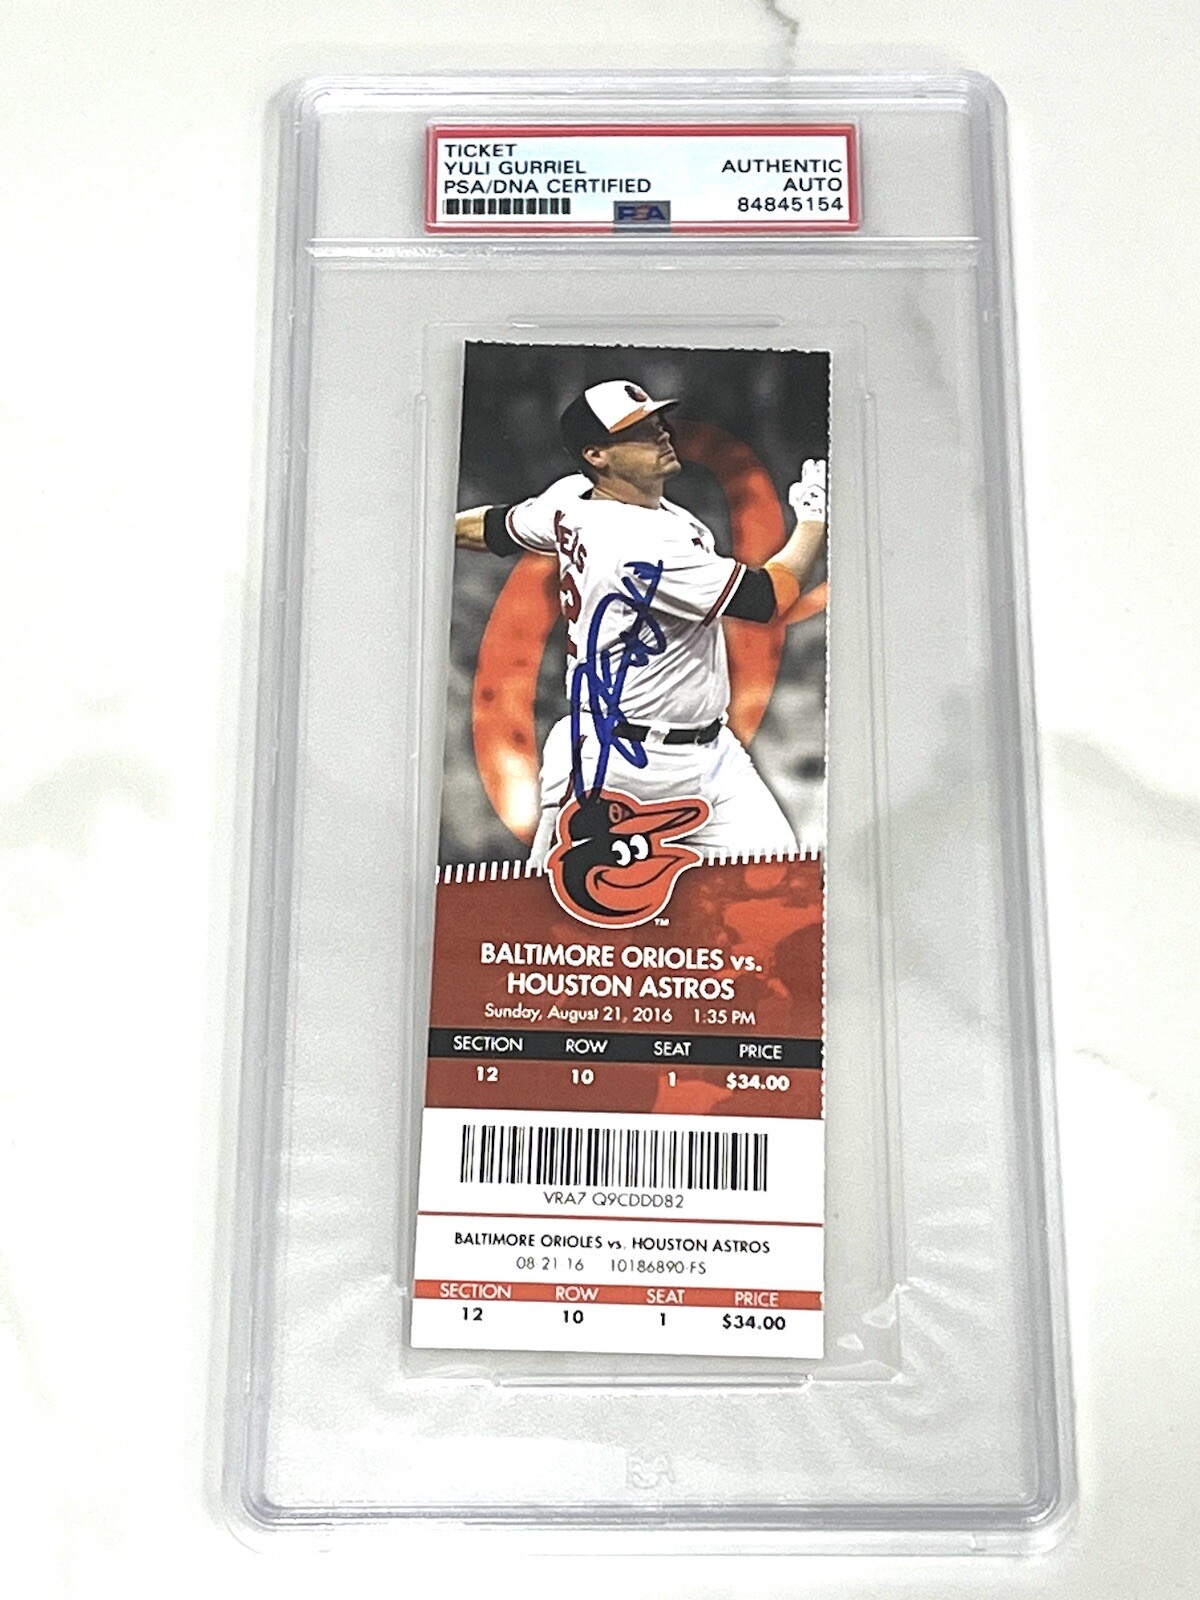 TICKET
YULI GURRIEL
PSA/DNA CERTIFIED
AUTHENTIC
AUTO
84845154
PSA
BALTIMORE ORIOLES vs.
HOUSTON ASTROS
Sunday, August 21, 2016 1:35 PM
SECTION ROW SEAT PRICE
12 10 1 $34.00
VRA7 Q9CDDD82
BALTIMORE ORIOLES vs. HOUSTON ASTROS
08-21-16 10186890-FS
SECTION ROW SEAT PRICE
12 10 1 $34.00
PSA